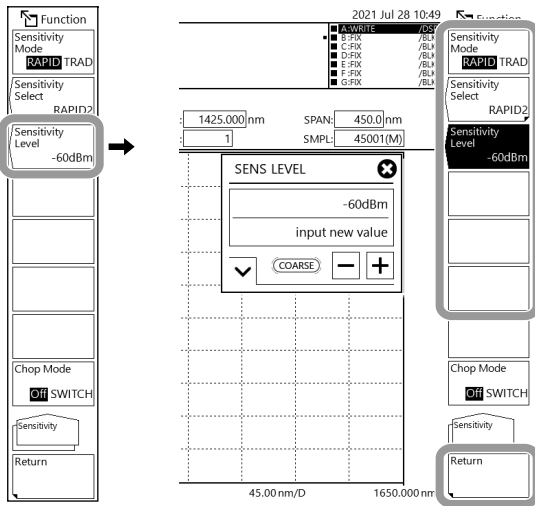 Function
Sensitivity
Mode
RAPID TRAD
Sensitivity
Select
RAPID2
Sensitivity
Level
-60dBm
Chop Mode
Off SWITCH
Sensitivity
Return
2021 Jul 28 10:49
A:WRITE /DSP
B:FIX /BLK
C:FIX /BLK
D:FIX /BLK
E:FIX /BLK
F:FIX /BLK
G:FIX /BLK
: 1425.000 nm SPAN: 450.0 nm
: 1 SMPL: 45001(M)
SENS LEVEL
-60dBm
input new value
COARSE
45.00 nm/D 1650.000 nm
Function
Sensitivity
Mode
RAPID TRAD
Sensitivity
Select
RAPID2
Sensitivity
Level
-60dBm
Chop Mode
Off SWITCH
Sensitivity
Return